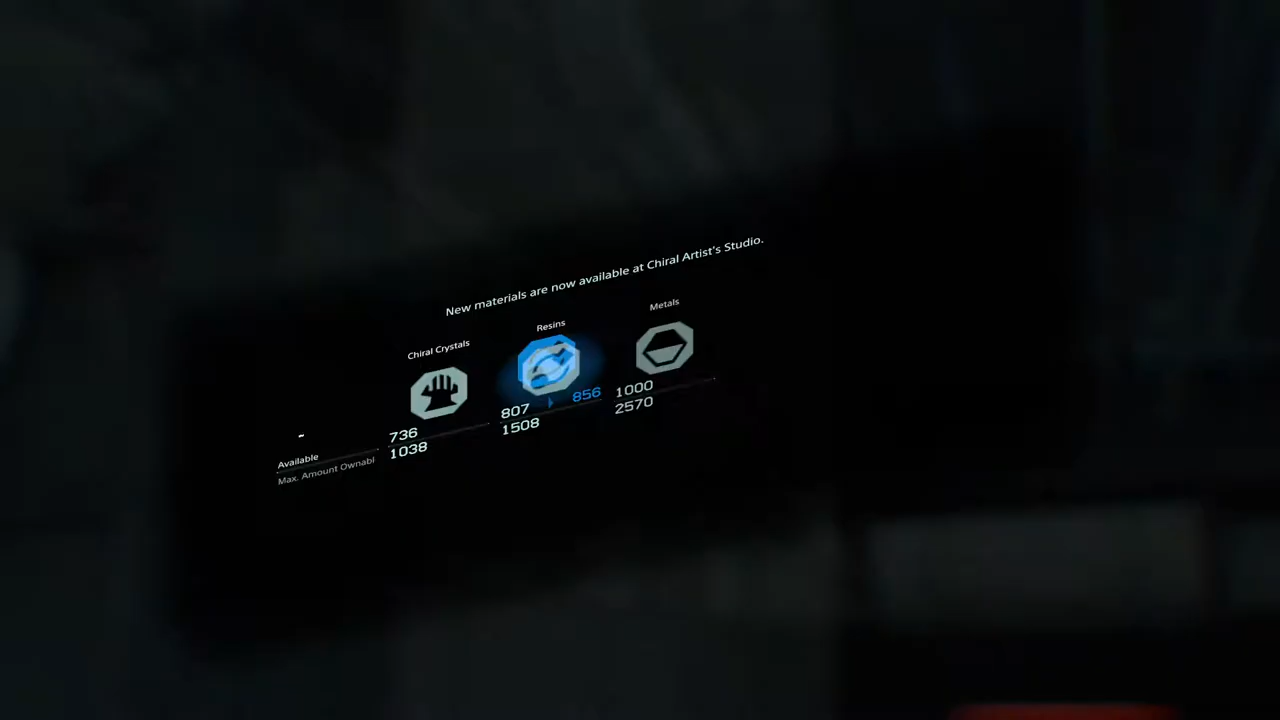 New materials are now available at Chiral Artist's Studio.
Chiral Crystals Resins Metals
Available 736 807 856 1000
Max. Amount Ownabl 1038 1508 2570